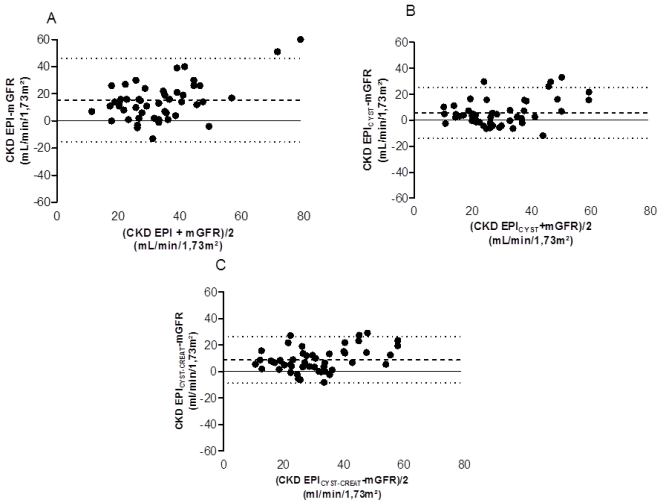 A
CKD EPI-mGFR
(mL/min/1,73m²)
60
40
20
0
-20
-40
-60
0 20 40 60 80
(CKD EPI + mGFR)/2
(mL/min/1,73m²)
B
CKD EPICYST-mGFR
(mL/min/1,73m²)
60
40
20
0
-20
-40
-60
0 20 40 60 80
(CKD EPICYST+mGFR)/2
(mL/min/1,73m²)
C
CKD EPICYST-CREAT-mGFR
(ml/min/1,73m²)
60
40
20
0
-20
-40
-60
0 20 40 60 80
(CKD EPICYST-CREAT-mGFR)/2
(ml/min/1,73m²)